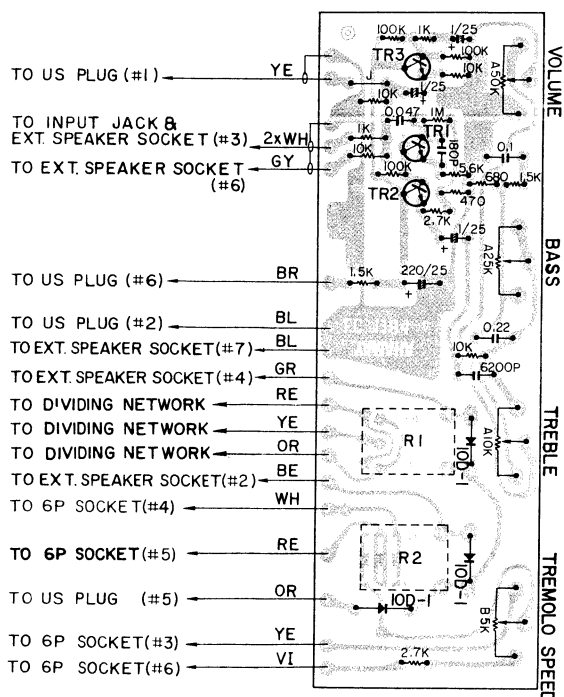 100K 1K 1/25
VOLUME
TR3
100K
A50K
TO US PLUG (#1) YE
10K
J
1/25
10K
TO INPUT JACK &
EXT. SPEAKER SOCKET (#3) 2xWH
0.047 1M
TR1
1K
180P
0.1
10K
TO EXT. SPEAKER SOCKET GY
(#6)
100K
5.6K
680 1.5K
TR2
470
2.7K
1/25
BASS
A25K
TO US PLUG (#6) BR
1.5K 220/25
TO US PLUG (#2) BL
0.22
TO EXT. SPEAKER SOCKET (#7) BL
10K
TO EXT. SPEAKER SOCKET (#4) GR
6200P
TO DIVIDING NETWORK RE
TO DIVIDING NETWORK YE
R1
10D-1
A10K
TREBLE
TO DIVIDING NETWORK OR
TO EXT. SPEAKER SOCKET (#2) BE
TO 6P SOCKET (#4) WH
TO 6P SOCKET (#5) RE
R2
10D-1
TO US PLUG (#5) OR
10D-1
B5K
TREMOLO SPEED
TO 6P SOCKET (#3) YE
TO 6P SOCKET (#6) VI
2.7K